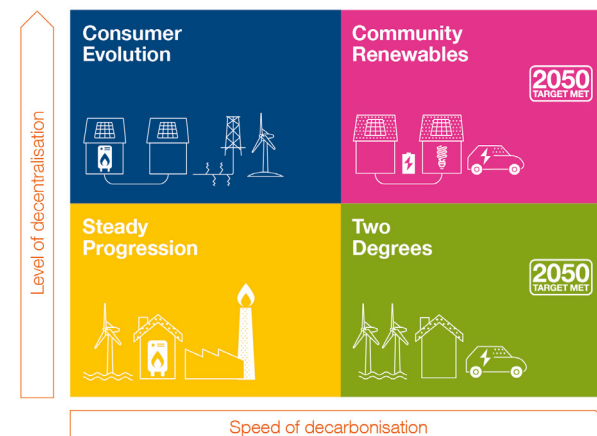 Consumer
Evolution
Community
Renewables
2050
TARGET MET
Level of decentralisation
Steady
Progression
Two
Degrees
2050
TARGET MET
Speed of decarbonisation